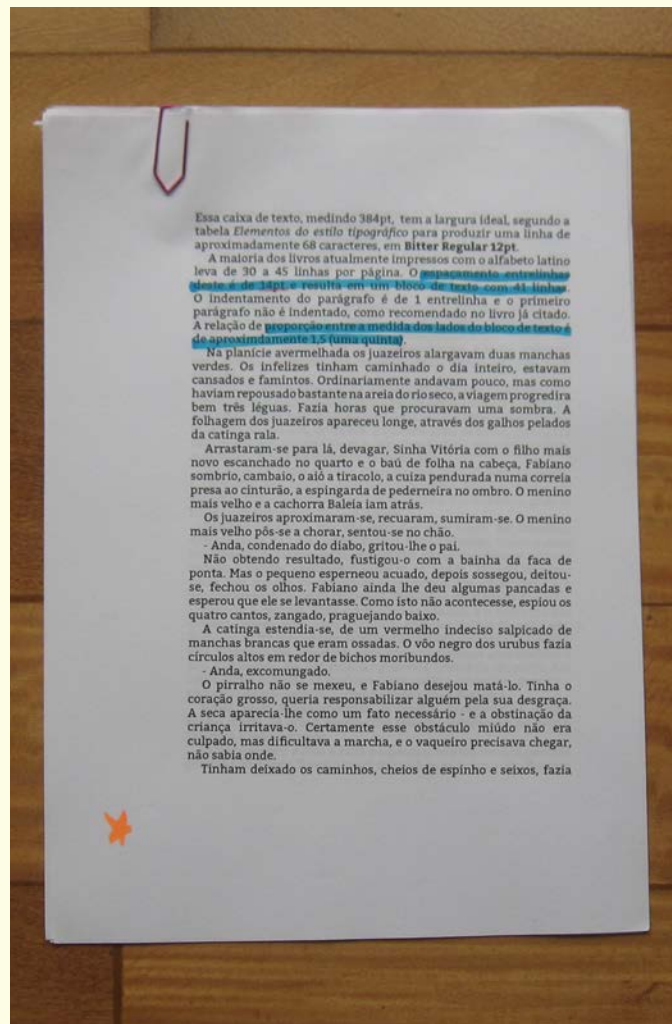 Essa caixa de texto, medindo 384pt, tem a largura ideal, segundo a
tabela Elementos do estilo tipográfico para produzir uma linha de
aproximadamente 68 caracteres, em Bitter Regular 12pt.
A maioria dos livros atualmente impressos com o alfabeto latino
leva de 30 a 45 linhas por página. O espaçamento entrelinhas
deste é de 14pt e resulta em um bloco de texto com 41 linhas.
O indentamento do parágrafo é de 1 entrelinha e o primeiro
parágrafo não é indentado, como recomendado no livro já citado.
A relação de proporção entre a medida dos lados do bloco de texto é
de aproximdamente 1,5 (uma quinta).
Na planície avermelhada os juazeiros alargavam duas manchas
verdes. Os infelizes tinham caminhado o dia inteiro, estavam
cansados e famintos. Ordinariamente andavam pouco, mas como
haviam repousado bastante na areia do rio seco, a viagem progredira
bem três léguas. Fazia horas que procuravam uma sombra. A
folhagem dos juazeiros apareceu longe, através dos galhos pelados
da catinga rala.
Arrastaram-se para lá, devagar, Sinha Vitória com o filho mais
novo escanchado no quarto e o baú de folha na cabeça, Fabiano
sombrio, cambaio, o aió a tiracolo, a cuiza pendurada numa correia
presa ao cinturão, a espingarda de pederneira no ombro. O menino
mais velho e a cachorra Baleia iam atrás.
Os juazeiros aproximaram-se, recuaram, sumiram-se. O menino
mais velho pôs-se a chorar, sentou-se no chão.
- Anda, condenado do diabo, gritou-lhe o pai.
Não obtendo resultado, fustigou-o com a bainha da faca de
ponta. Mas o pequeno esperneou acuado, depois sossegou, deitou-
se, fechou os olhos. Fabiano ainda lhe deu algumas pancadas e
esperou que ele se levantasse. Como isto não acontecesse, espiou os
quatro cantos, zangado, praguejando baixo.
A catinga estendia-se, de um vermelho indeciso salpicado de
manchas brancas que eram ossadas. O vôo negro dos urubus fazia
círculos altos em redor de bichos moribundos.
- Anda, excomungado.
O pirralho não se mexeu, e Fabiano desejou matá-lo. Tinha o
coração grosso, queria responsabilizar alguém pela sua desgraça.
A seca aparecia-lhe como um fato necessário - e a obstinação da
criança irritava-o. Certamente esse obstáculo miúdo não era
culpado, mas dificultava a marcha, e o vaqueiro precisava chegar,
não sabia onde.
Tinham deixado os caminhos, cheios de espinho e seixos, fazia